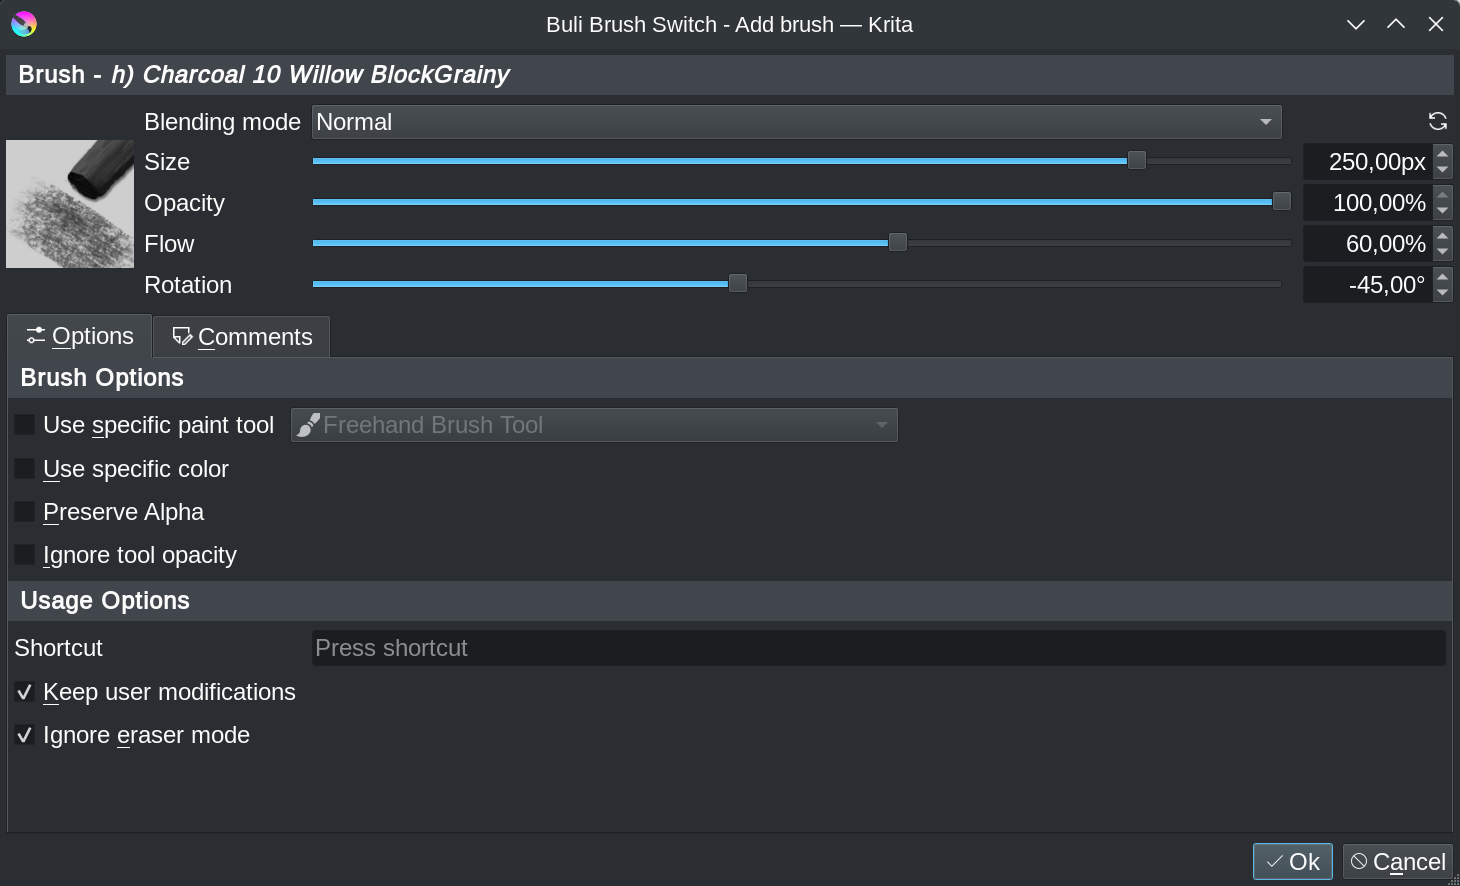 Buli Brush Switch - Add brush — Krita
Brush - h) Charcoal 10 Willow BlockGrainy
Blending mode Normal
Size 250,00px
Opacity 100,00%
Flow 60,00%
Rotation -45,00°
Options Comments
Brush Options
Use specific paint tool Freehand Brush Tool
Use specific color
Preserve Alpha
Ignore tool opacity
Usage Options
Shortcut Press shortcut
Keep user modifications
Ignore eraser mode
Ok Cancel